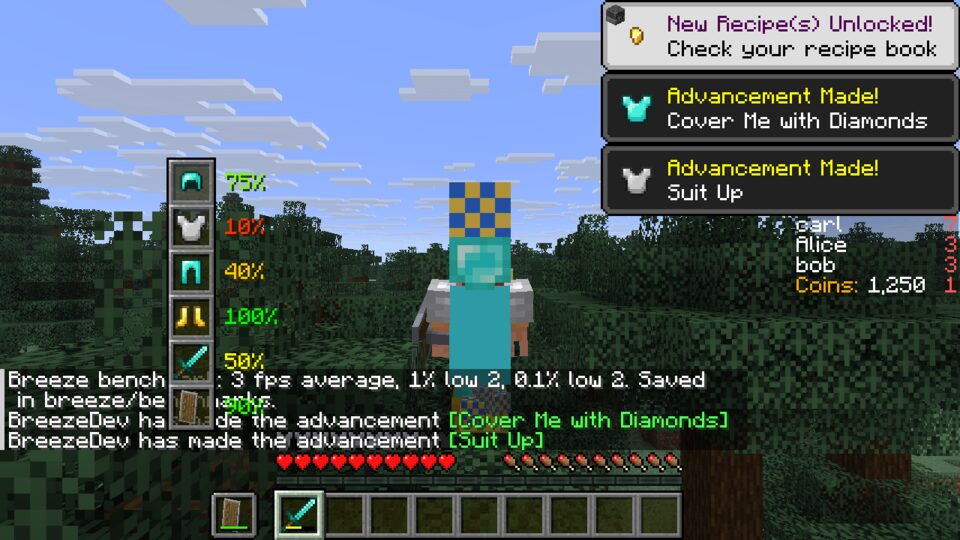 New Recipe(s) Unlocked!
Check your recipe book
Advancement Made!
Cover Me with Diamonds
Advancement Made!
Suit Up
75%
10%
40%
100%
50%
90%
carl 7
Alice 3
bob 3
Coins: 1,250 1
Breeze bench : 3 fps average, 1% low 2, 0.1% low 2. Saved
in breeze/be marks.
BreezeDev ha de the advancement [Cover Me with Diamonds]
BreezeDev has made the advancement [Suit Up]